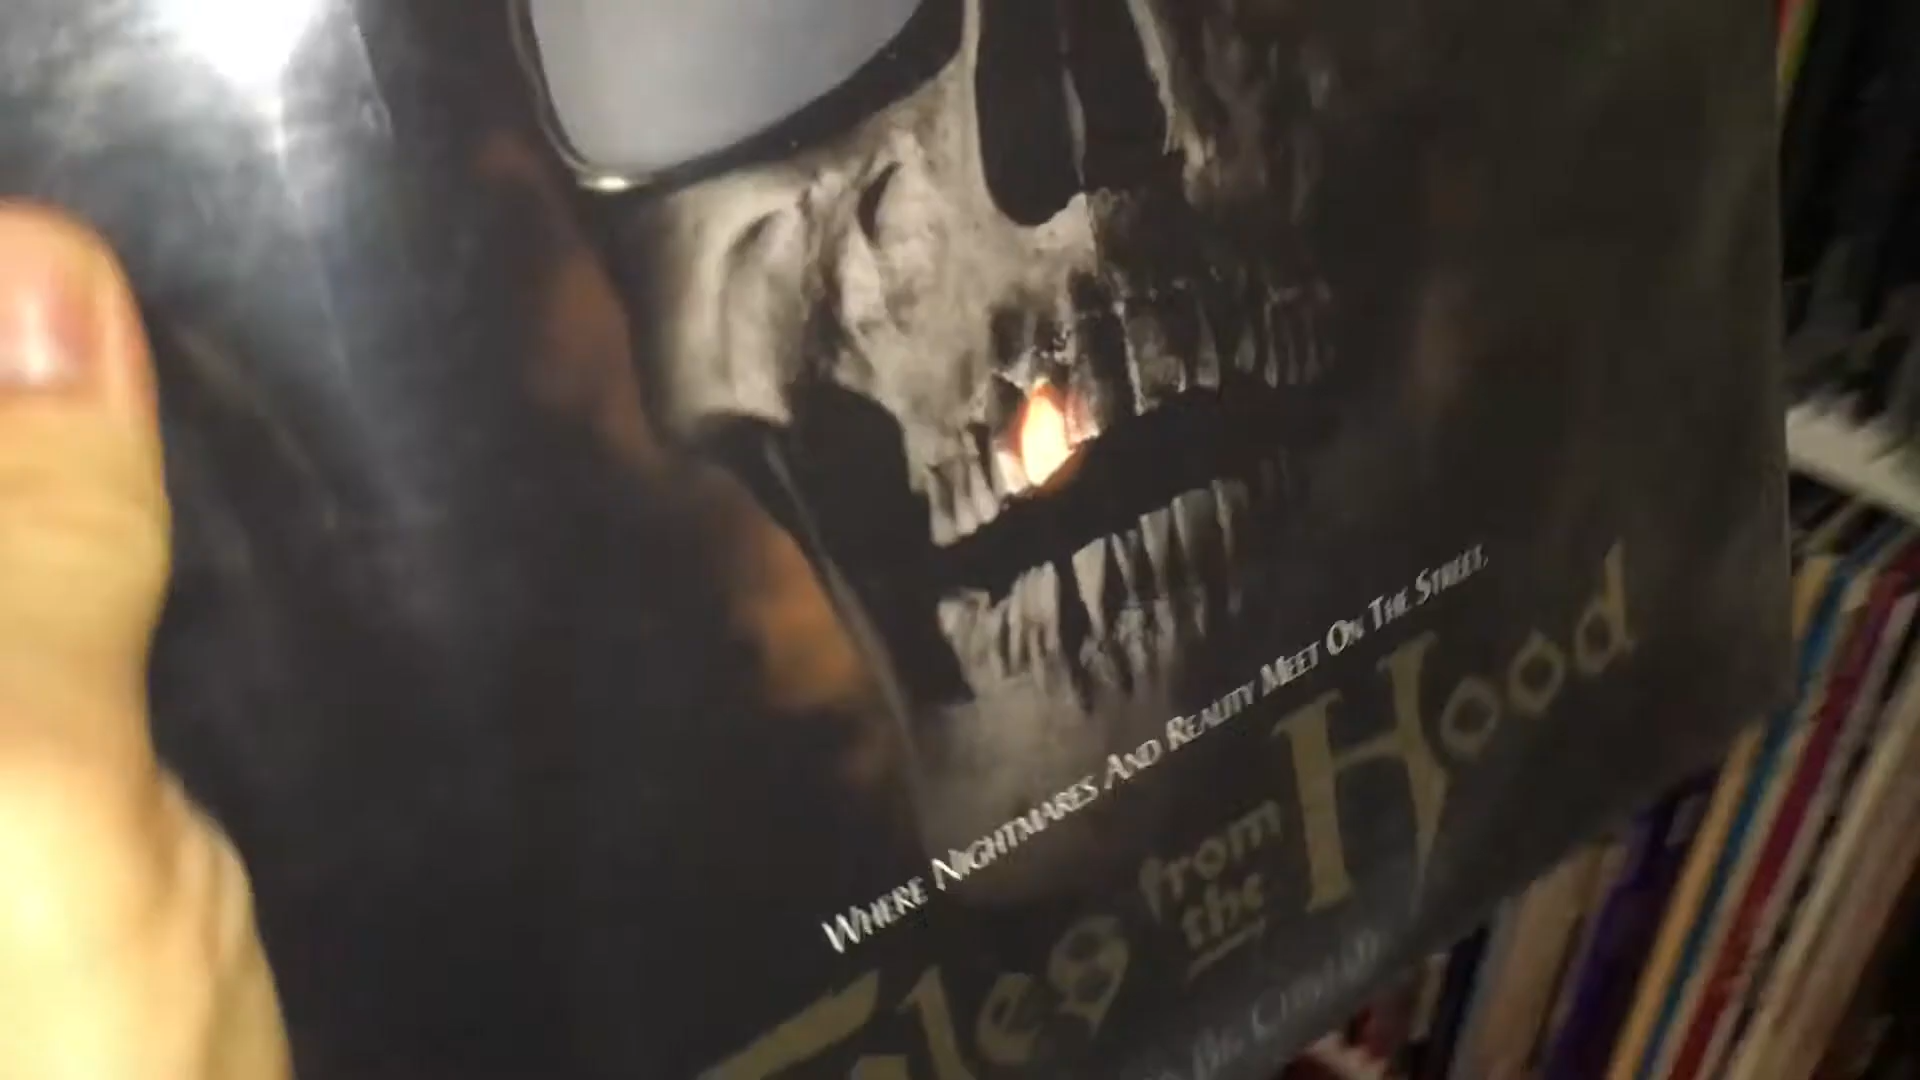 WHERE NIGHTMARES AND REALITY MEET ON THE STREET.
Tales from the Hood